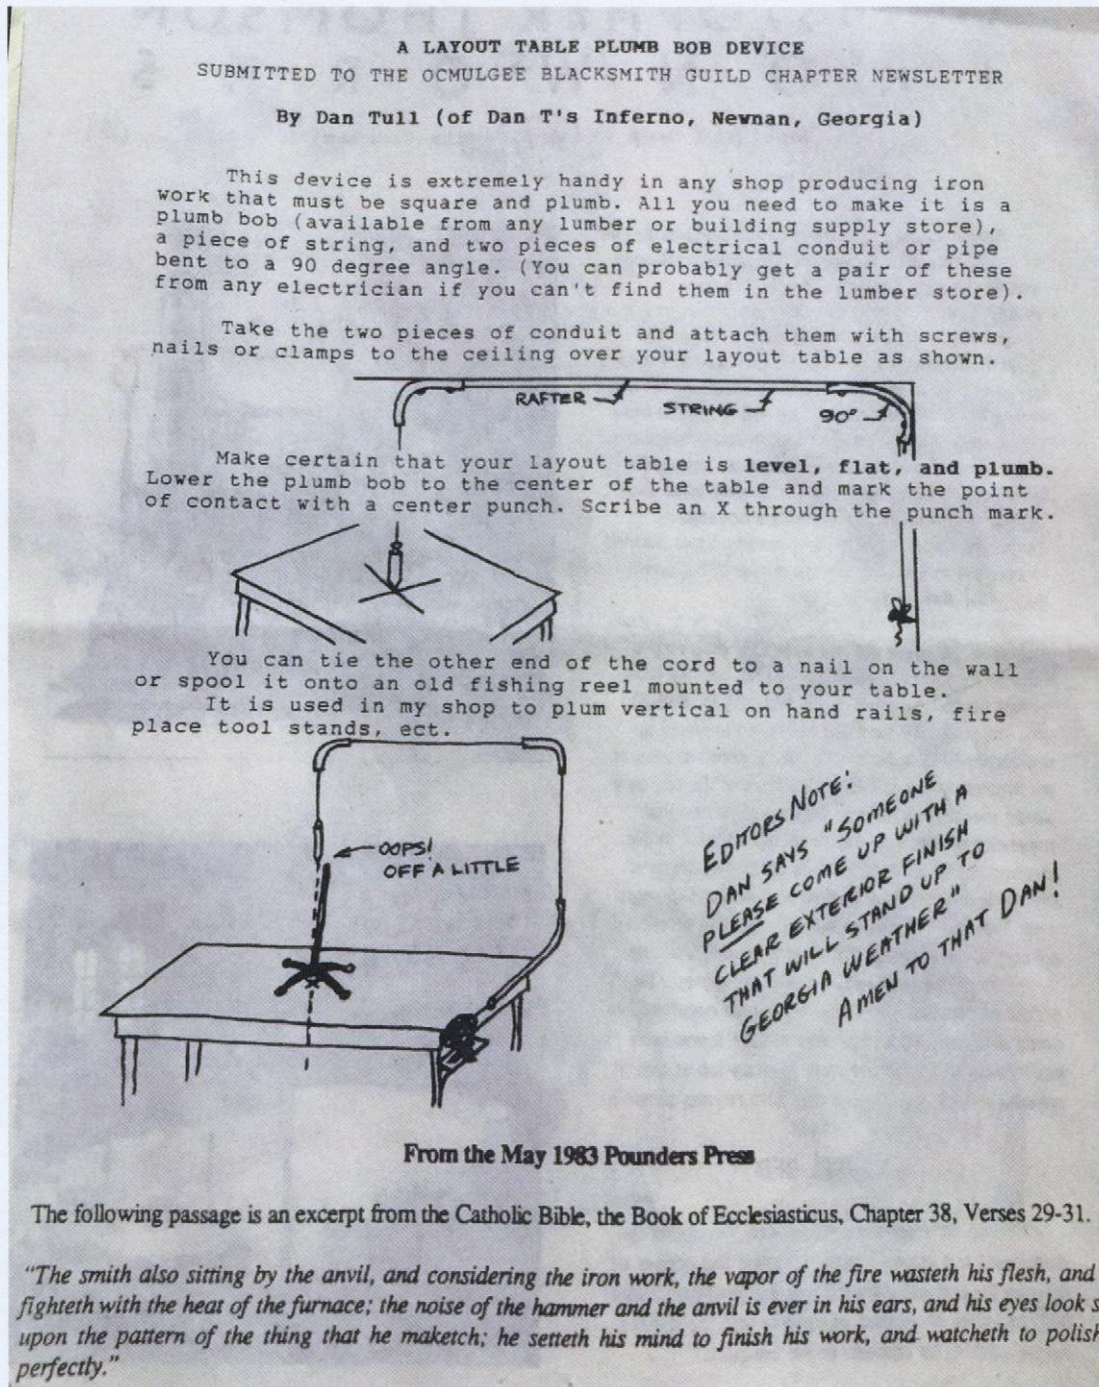 A LAYOUT TABLE PLUMB BOB DEVICE
SUBMITTED TO THE OCMULGEE BLACKSMITH GUILD CHAPTER NEWSLETTER
By Dan Tull (of Dan T's Inferno, Newnan, Georgia)
This device is extremely handy in any shop producing iron
work that must be square and plumb. All you need to make it is a
plumb bob (available from any lumber or building supply store),
a piece of string, and two pieces of electrical conduit or pipe
bent to a 90 degree angle. (You can probably get a pair of these
from any electrician if you can't find them in the lumber store).
Take the two pieces of conduit and attach them with screws,
nails or clamps to the ceiling over your layout table as shown.
RAFTER
STRING
90°
Make certain that your layout table is level, flat, and plumb.
Lower the plumb bob to the center of the table and mark the point
of contact with a center punch. Scribe an X through the punch mark.
You can tie the other end of the cord to a nail on the wall
or spool it onto an old fishing reel mounted to your table.
It is used in my shop to plum vertical on hand rails, fire
place tool stands, ect.
OOPS!
OFF A LITTLE
EDITORS NOTE:
DAN SAYS "SOMEONE
PLEASE COME UP WITH A
CLEAR EXTERIOR FINISH
THAT WILL STAND UP TO
GEORGIA WEATHER"
AMEN TO THAT DAN!
From the May 1983 Pounders Press
The following passage is an excerpt from the Catholic Bible, the Book of Ecclesiasticus, Chapter 38, Verses 29-31.
"The smith also sitting by the anvil, and considering the iron work, the vapor of the fire wasteth his flesh, and
fighteth with the heat of the furnace; the noise of the hammer and the anvil is ever in his ears, and his eyes look
upon the pattern of the thing that he maketch; he setteth his mind to finish his work, and watcheth to polish
perfectly."